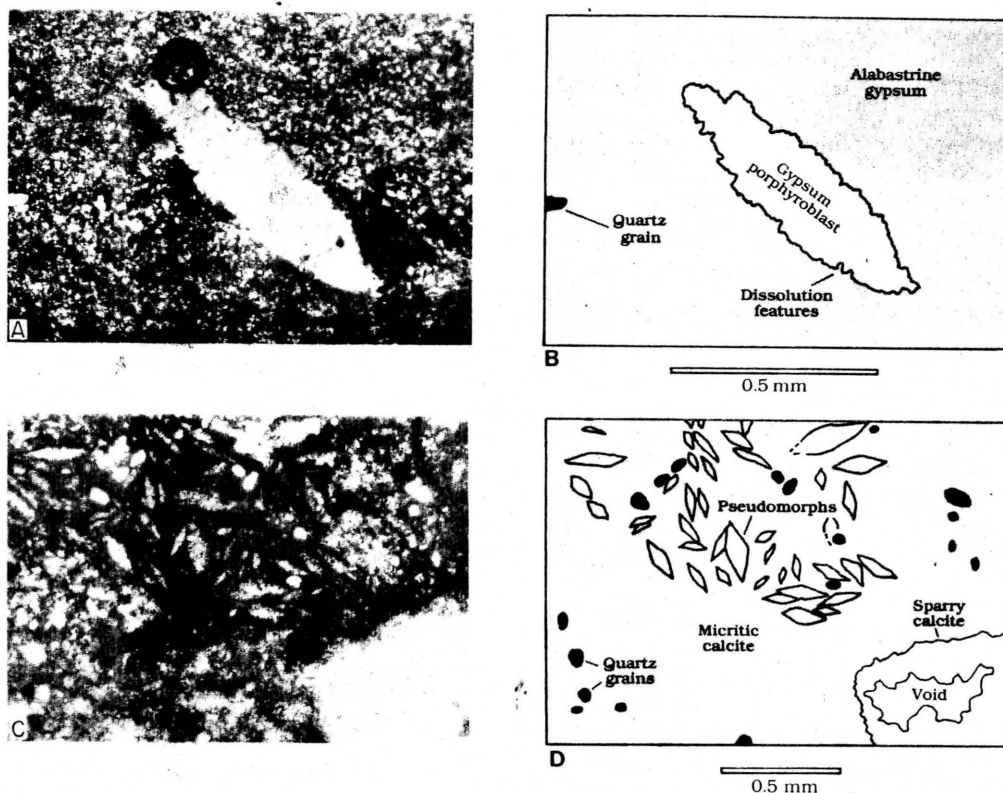 A
Alabastrine
gypsum
Gypsum
porphyroblast
Quartz
grain
Dissolution
features
B
0.5 mm
C
Pseudomorphs
Sparry
calcite
Micritic
calcite
Quartz
grains
Void
D
0.5 mm